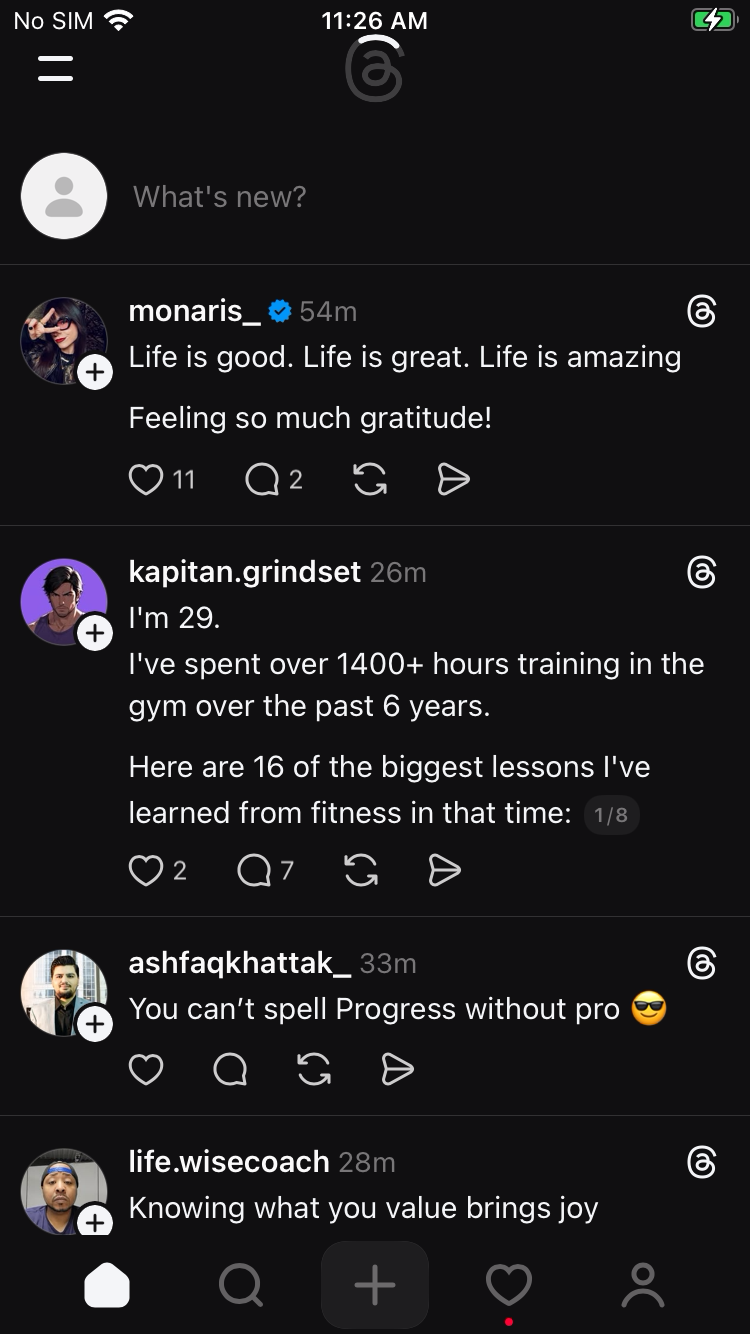 No SIM 11:26 AM
What's new?
monaris_ 54m
Life is good. Life is great. Life is amazing
Feeling so much gratitude!
11 2
kapitan.grindset 26m
I'm 29.
I've spent over 1400+ hours training in the
gym over the past 6 years.
Here are 16 of the biggest lessons I've
learned from fitness in that time: 1/8
2 7
ashfaqkhattak_ 33m
You can’t spell Progress without pro 😎
life.wisecoach 28m
Knowing what you value brings joy